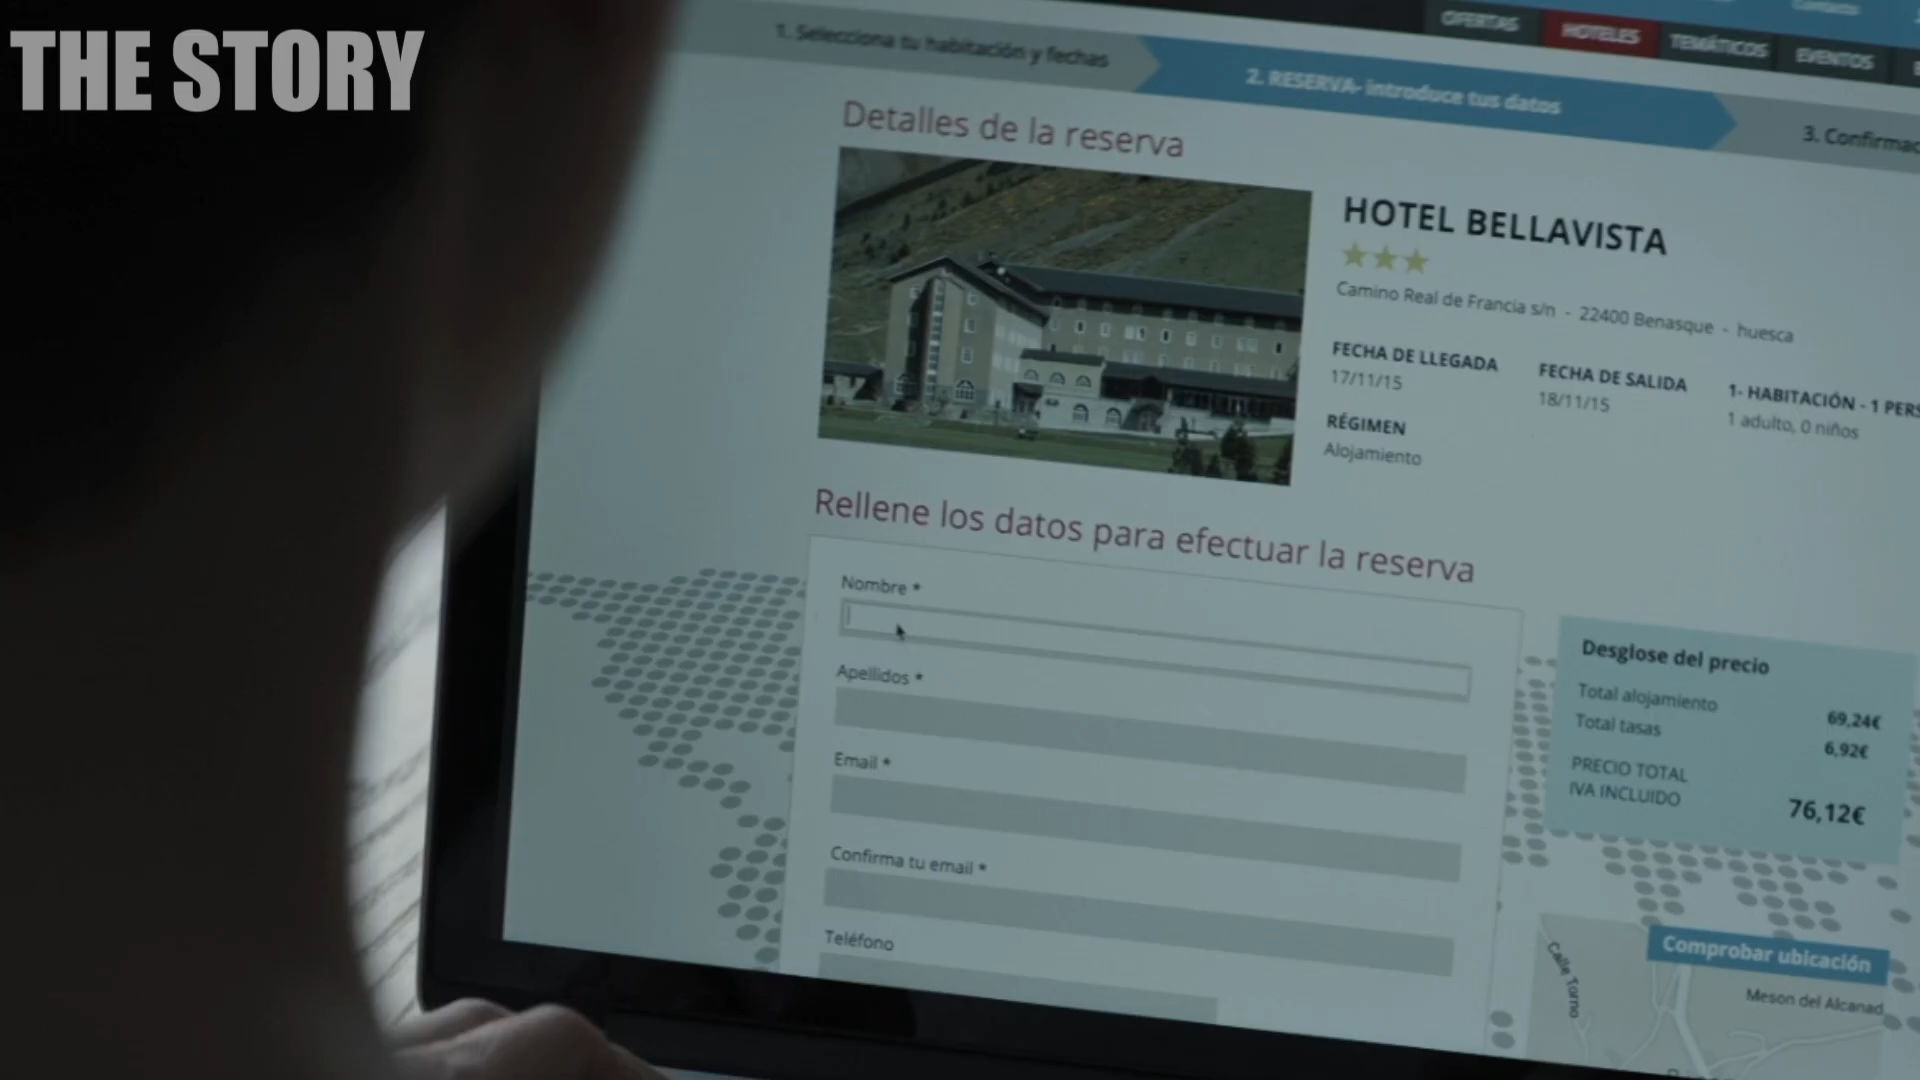 THE STORY
OFERTAS
HOTELES
TEMÁTICOS
EVENTOS
Contacto
1. Selecciona tu habitación y fechas
2. RESERVA- introduce tus datos
3. Confirmac
Detalles de la reserva
HOTEL BELLAVISTA
Camino Real de Francia s/n - 22400 Benasque - huesca
FECHA DE LLEGADA
17/11/15
FECHA DE SALIDA
18/11/15
1- HABITACIÓN - 1 PERS
1 adulto, 0 niños
RÉGIMEN
Alojamiento
Rellene los datos para efectuar la reserva
Nombre *
Apellidos *
Email *
Confirma tu email *
Teléfono
Desglose del precio
Total alojamiento 69,24€
Total tasas 6,92€
PRECIO TOTAL
IVA INCLUIDO 76,12€
Comprobar ubicación
Calle Torno
Meson del Alcanad